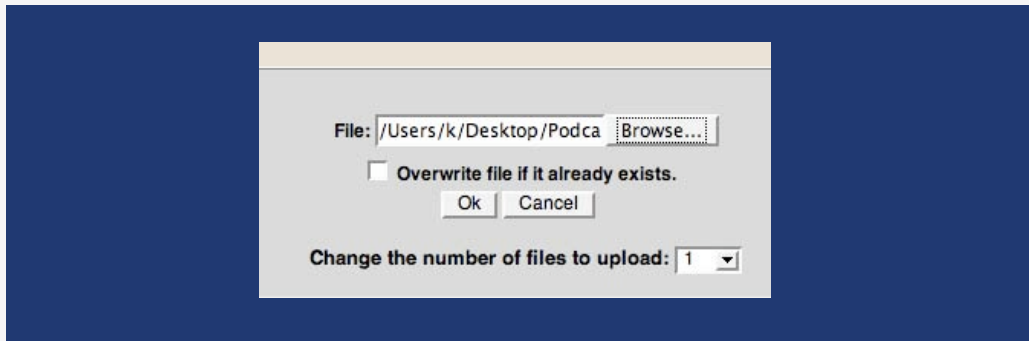 File: /Users/k/Desktop/Podca Browse...
Overwrite file if it already exists.
Ok Cancel
Change the number of files to upload: 1